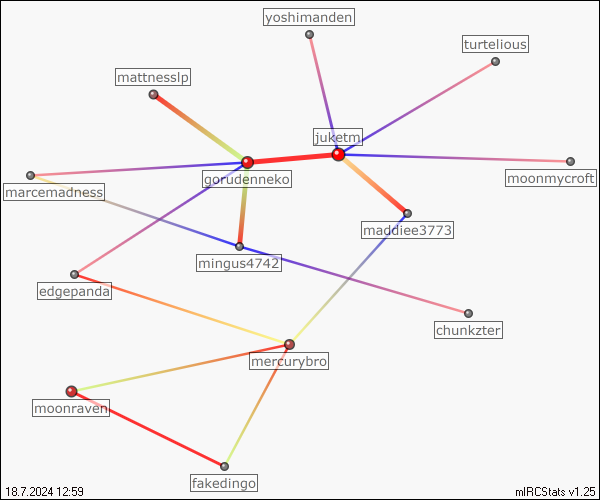 yoshimanden
turtelious
mattnesslp
juketm
gorudenneko
moonmycroft
marcemadness
maddiee3773
mingus4742
edgepanda
chunkzter
mercurybro
moonraven
fakedingo
18.7.2024 12:59
mIRCStats v1.25